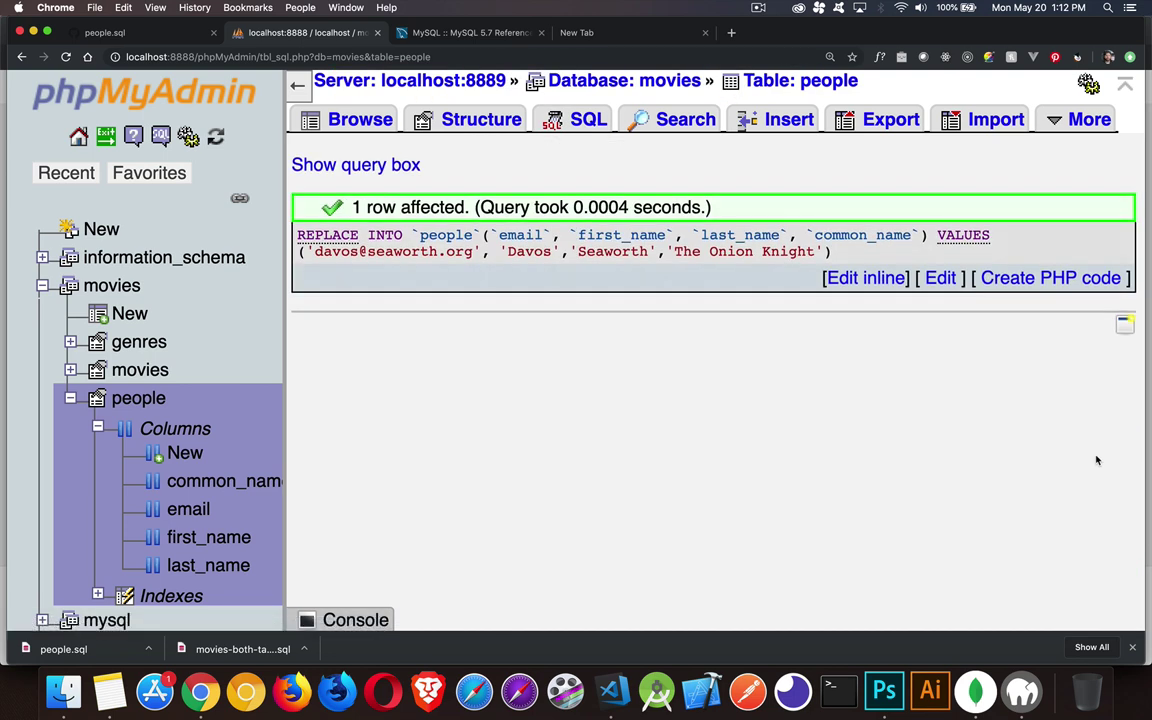 Chrome File Edit View History Bookmarks People Window Help 100% Mon May 20 1:12 PM
people.sql × localhost:8888 / localhost / mo × MySQL :: MySQL 5.7 Referenc × New Tab × +
localhost:8888/phpMyAdmin/tbl_sql.php?db=movies&table=people
phpMyAdmin
Recent Favorites
New
information_schema
movies
New
genres
movies
people
Columns
New
common_name
email
first_name
last_name
Indexes
mysql
Server: localhost:8889 » Database: movies » Table: people
Browse Structure SQL Search Insert Export Import More
Show query box
1 row affected. (Query took 0.0004 seconds.)
REPLACE INTO `people`(`email`, `first_name`, `last_name`, `common_name`) VALUES
('davos@seaworth.org', 'Davos','Seaworth','The Onion Knight')
[Edit inline] [ Edit ] [ Create PHP code ]
Console
people.sql movies-both-ta....sql Show All
1 >_ Ps Ai